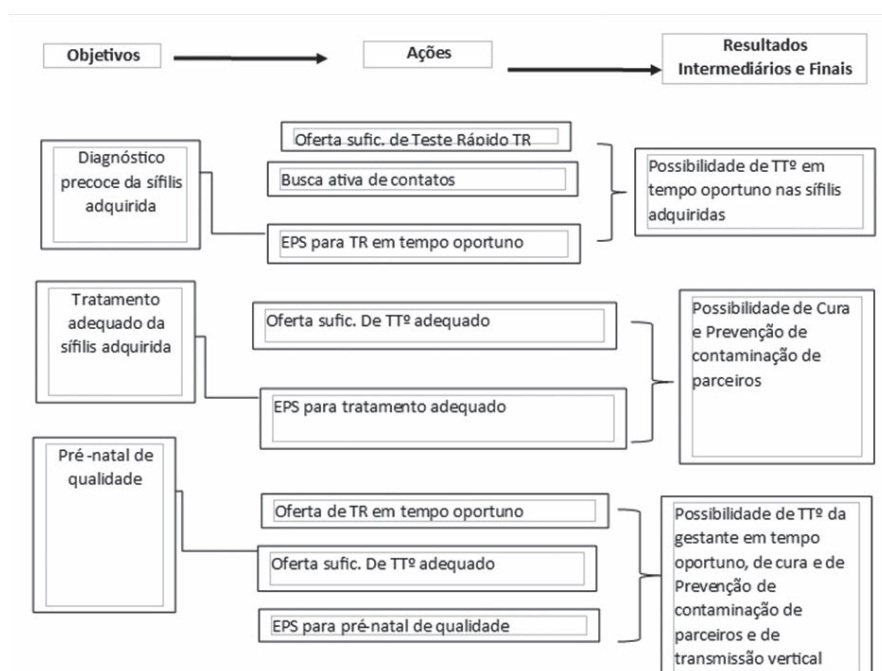 Objetivos
Ações
Resultados
Intermediários e Finais
Diagnóstico
precoce da sífilis
adquirida
Oferta sufic. de Teste Rápido TR
Busca ativa de contatos
EPS para TR em tempo oportuno
Possibilidade de TTº em
tempo oportuno nas sífilis
adquiridas
Tratamento
adequado da
sífilis adquirida
Oferta sufic. De TTº adequado
EPS para tratamento adequado
Possibilidade de Cura
e Prevenção de
contaminação de
parceiros
Pré-natal de
qualidade
Oferta de TR em tempo oportuno
Oferta sufic. De TTº adequado
EPS para pré-natal de qualidade
Possibilidade de TTº da
gestante em tempo
oportuno, de cura e de
Prevenção de
contaminação de
parceiros e de
transmissão vertical